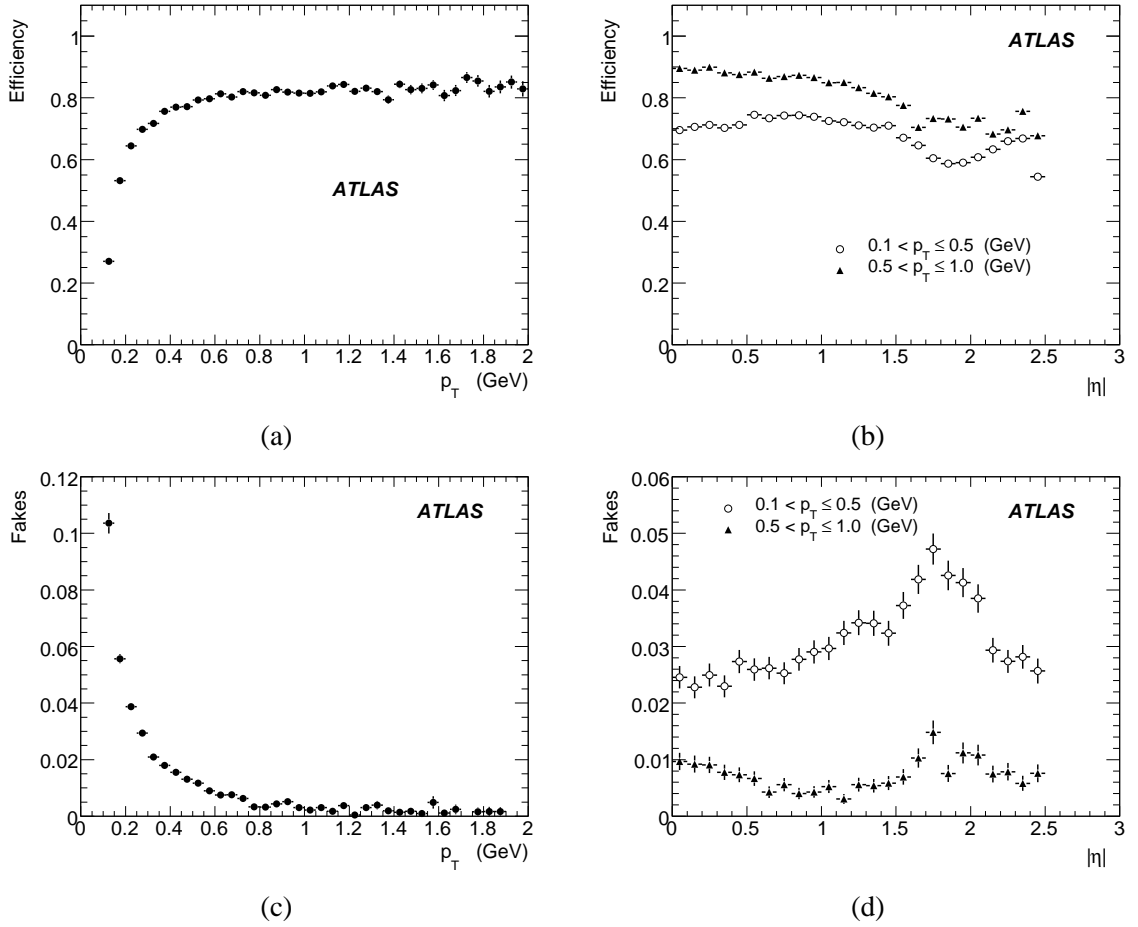 Efficiency
1
0.8
0.6
0.4
0.2
0
ATLAS
0 0.2 0.4 0.6 0.8 1 1.2 1.4 1.6 1.8 2
p_T (GeV)
(a)
Efficiency
1
0.8
0.6
0.4
0.2
0
ATLAS
0.1 < p_T ≤ 0.5 (GeV)
0.5 < p_T ≤ 1.0 (GeV)
0 0.5 1 1.5 2 2.5 3
|η|
(b)
Fakes
0.12
0.1
0.08
0.06
0.04
0.02
0
ATLAS
0 0.2 0.4 0.6 0.8 1 1.2 1.4 1.6 1.8 2
p_T (GeV)
(c)
Fakes
0.06
0.05
0.04
0.03
0.02
0.01
0
0.1 < p_T ≤ 0.5 (GeV)
0.5 < p_T ≤ 1.0 (GeV)
ATLAS
0 0.5 1 1.5 2 2.5 3
|η|
(d)